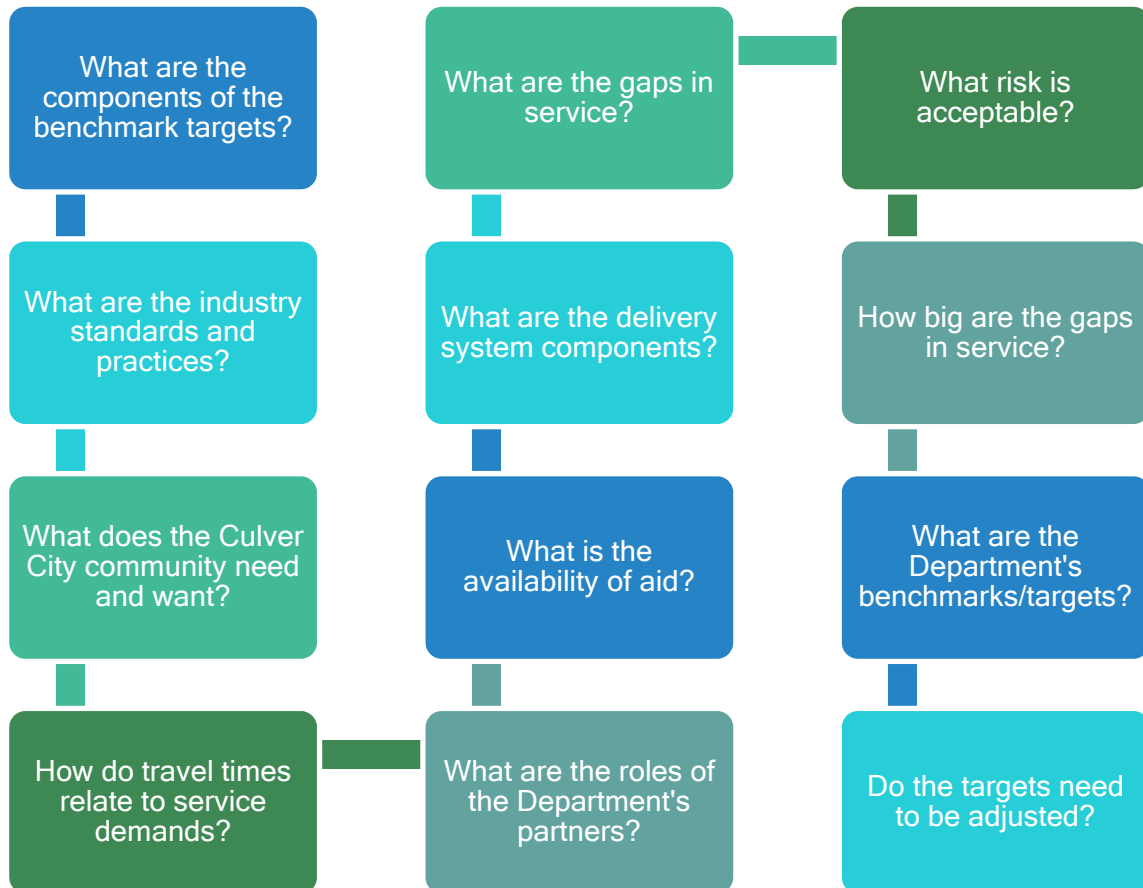 What are the
components of the
benchmark targets?
What are the industry
standards and
practices?
What does the Culver
City community need
and want?
How do travel times
relate to service
demands?
What are the roles of
the Department's
partners?
What is the
availability of aid?
What are the delivery
system components?
What are the gaps in
service?
What risk is
acceptable?
How big are the gaps
in service?
What are the
Department's
benchmarks/targets?
Do the targets need
to be adjusted?